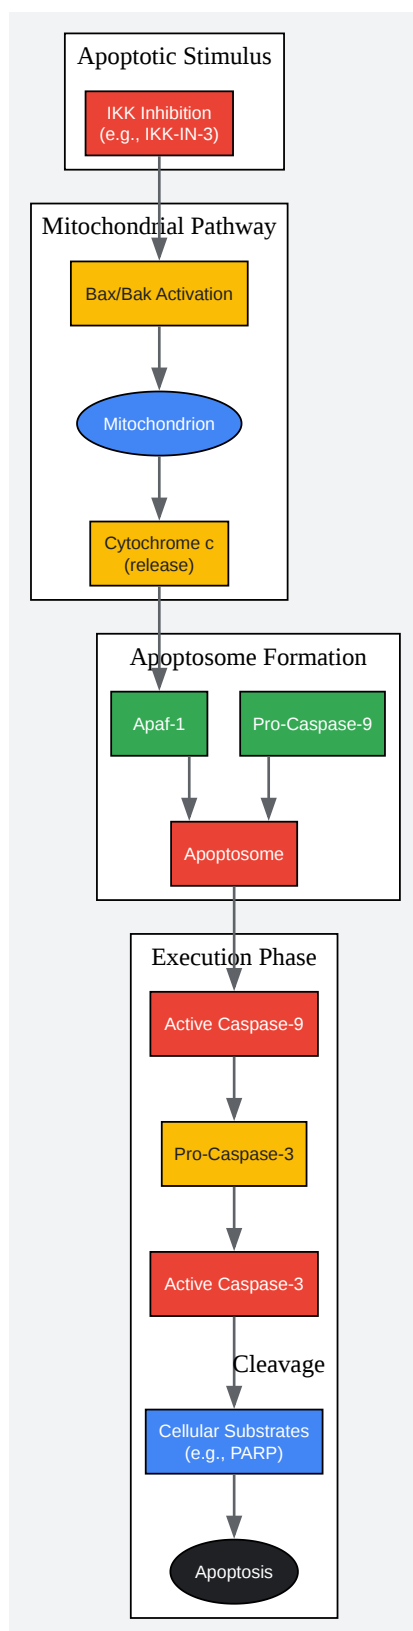 Apoptotic Stimulus
IKK Inhibition
(e.g., IKK-IN-3)
Mitochondrial Pathway
Bax/Bak Activation
Mitochondrion
Cytochrome c
(release)
Apoptosome Formation
Apaf-1
Pro-Caspase-9
Apoptosome
Execution Phase
Active Caspase-9
Pro-Caspase-3
Active Caspase-3
Cleavage
Cellular Substrates
(e.g., PARP)
Apoptosis